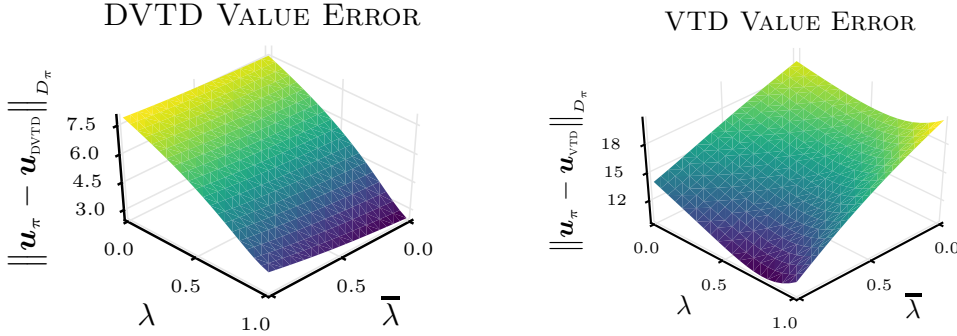 DVTD VALUE ERROR
‖u_π − u_DVTD‖_{D_π}
7.5
6.0
4.5
3.0
0.0
0.5
1.0
λ
0.5
0.0
λ̄
VTD VALUE ERROR
‖u_π − u_VTD‖_{D_π}
18
15
12
0.0
0.5
1.0
λ
0.5
0.0
λ̄